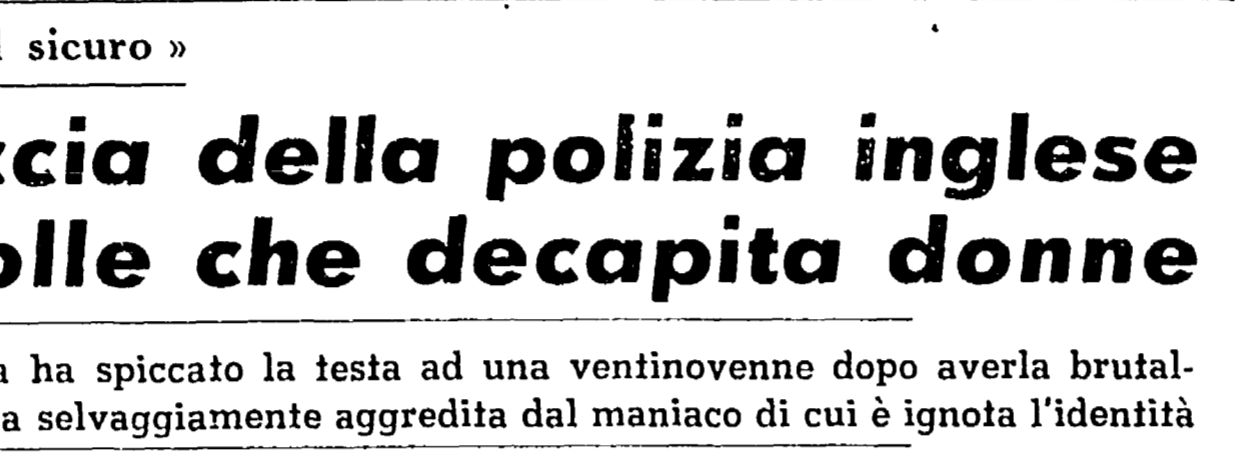 sicuro »
della polizia inglese
che decapita donne
ha spiccato la testa ad una ventinovenne dopo averla brutal-
a selvaggiamente aggredita dal maniaco di cui è ignota l'identità